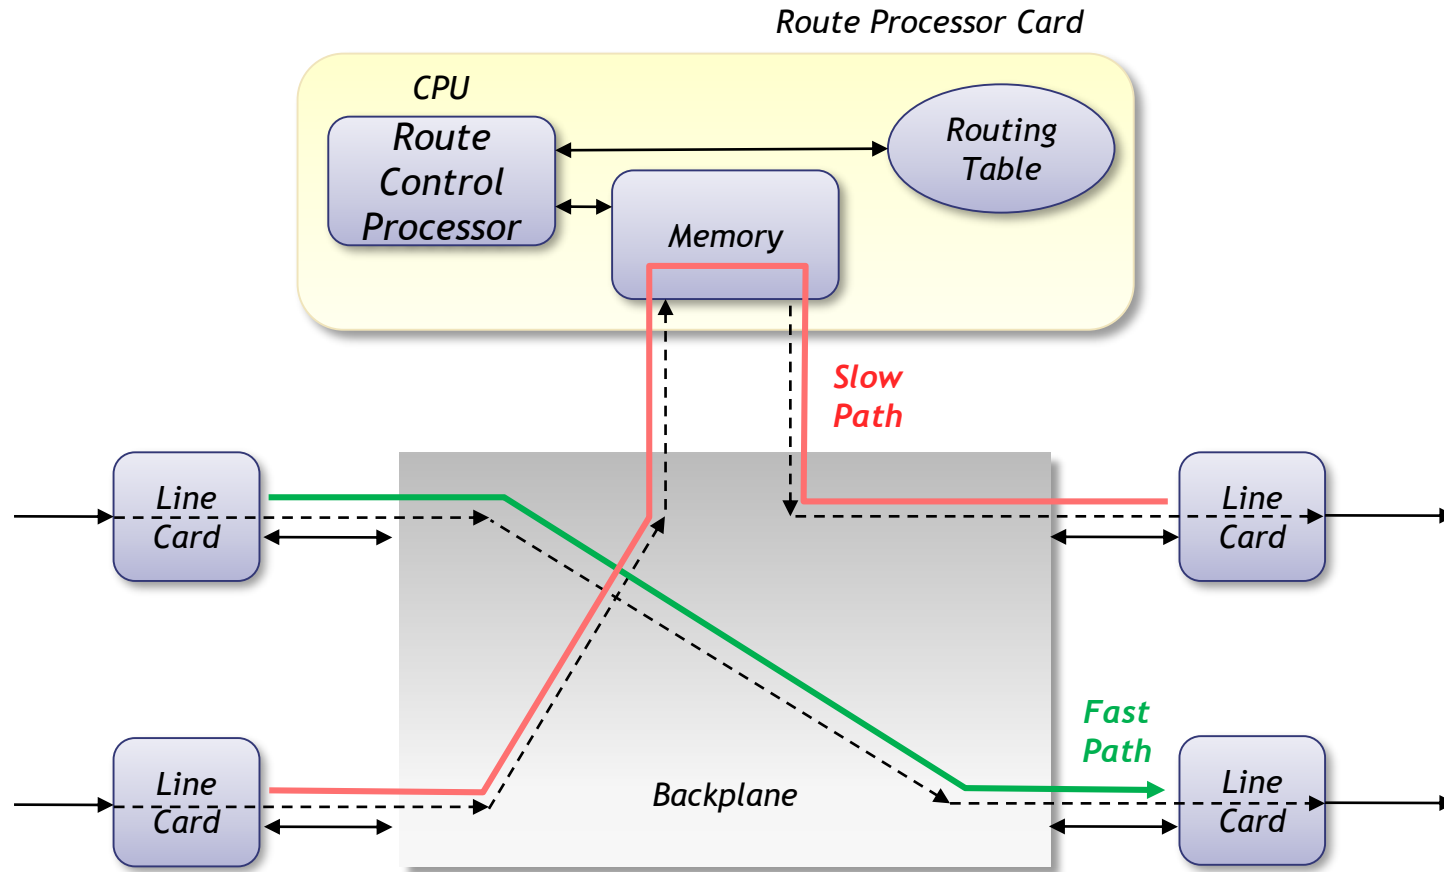 Route Processor Card
CPU
Route
Control
Processor
Routing
Table
Memory
Slow
Path
Line
Card
Line
Card
Fast
Path
Line
Card
Backplane
Line
Card